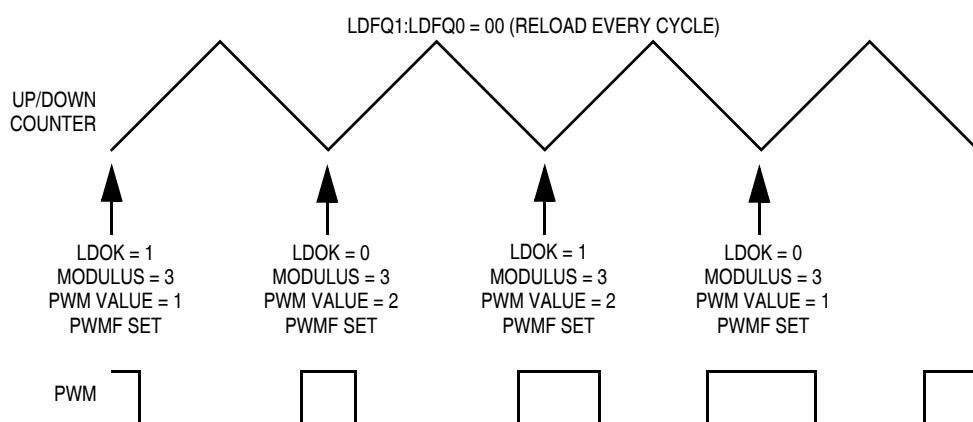 LDFQ1:LDFQ0 = 00 (RELOAD EVERY CYCLE)
UP/DOWN
COUNTER
LDOK = 1
MODULUS = 3
PWM VALUE = 1
PWMF SET
LDOK = 0
MODULUS = 3
PWM VALUE = 2
PWMF SET
LDOK = 1
MODULUS = 3
PWM VALUE = 2
PWMF SET
LDOK = 0
MODULUS = 3
PWM VALUE = 1
PWMF SET
PWM